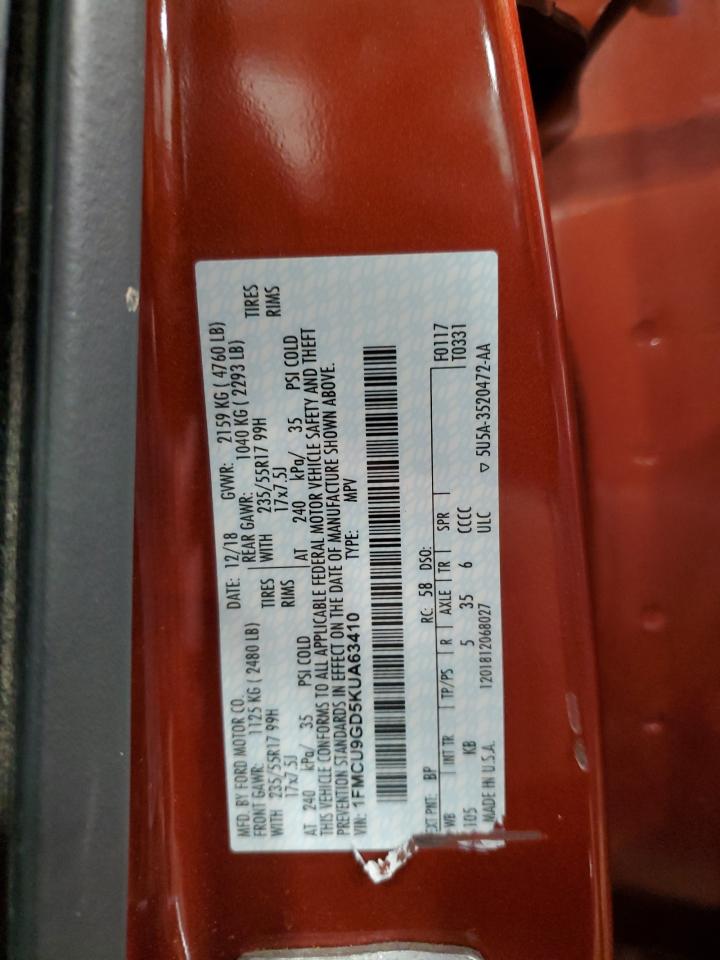 MFD. BY FORD MOTOR CO.
DATE: 12/18 GVWR: 2159 KG ( 4760 LB)
FRONT GAWR: 1125 KG ( 2480 LB) REAR GAWR: 1040 KG ( 2293 LB)
WITH 235/55R17 99H TIRES WITH 235/55R17 99H TIRES
17x7.5J RIMS 17x7.5J RIMS
AT 240 kPa/ 35 PSI COLD AT 240 kPa/ 35 PSI COLD
THIS VEHICLE CONFORMS TO ALL APPLICABLE FEDERAL MOTOR VEHICLE SAFETY AND THEFT
PREVENTION STANDARDS IN EFFECT ON THE DATE OF MANUFACTURE SHOWN ABOVE.
VIN: 1FMCU9GD5KUA63410 TYPE: MPV
EXT PNT: BP RC: 58 DSO: F0117
WB INT TR TP/PS R AXLE TR SPR T0331
105 KB 5 35 6 CCCC
MADE IN U.S.A. 1201812068027 ULC ▽ 5U5A-3520472-AA